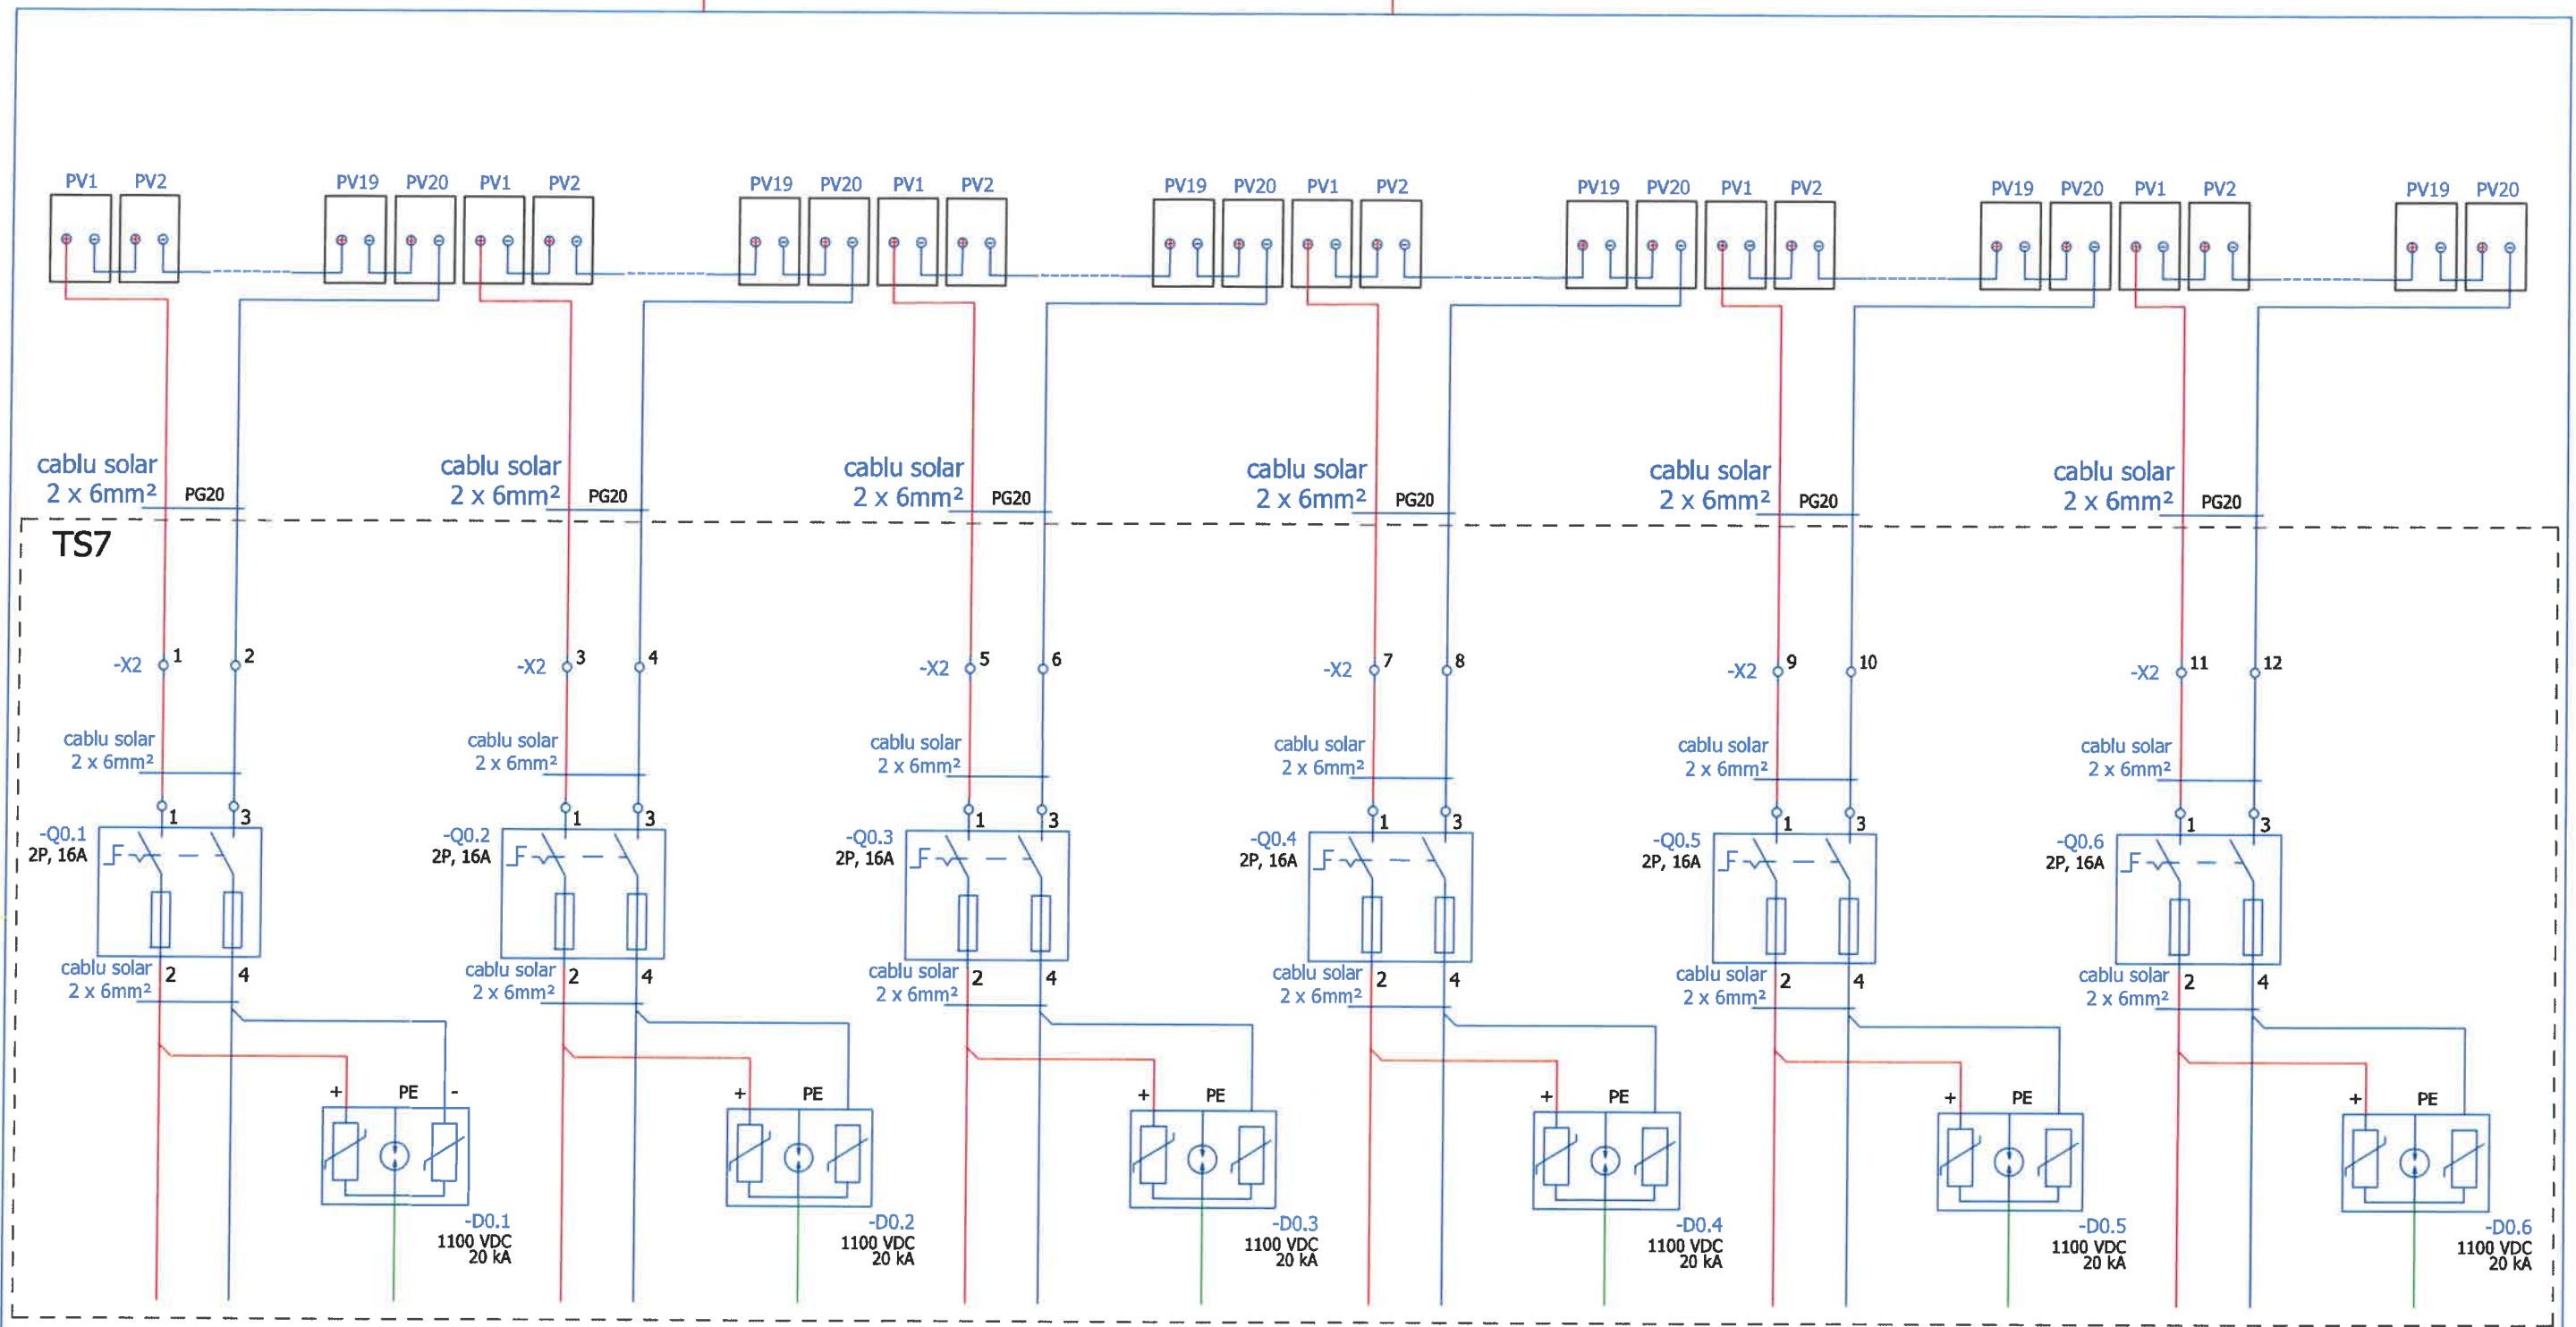 PV1 PV2 PV19 PV20 PV1 PV2 PV19 PV20 PV1 PV2 PV19 PV20 PV1 PV2 PV19 PV20 PV1 PV2 PV19 PV20 PV1 PV2 PV19 PV20
cablu solar cablu solar cablu solar cablu solar cablu solar cablu solar
2 x 6mm² PG20 2 x 6mm² PG20 2 x 6mm² PG20 2 x 6mm² PG20 2 x 6mm² PG20 2 x 6mm² PG20
TS7
-X2 1 2 -X2 3 4 -X2 5 6 -X2 7 8 -X2 9 10 -X2 11 12
cablu solar cablu solar cablu solar cablu solar cablu solar cablu solar
2 x 6mm² 2 x 6mm² 2 x 6mm² 2 x 6mm² 2 x 6mm² 2 x 6mm²
1 3 1 3 1 3 1 3 1 3 1 3
-Q0.1 -Q0.2 -Q0.3 -Q0.4 -Q0.5 -Q0.6
2P, 16A 2P, 16A 2P, 16A 2P, 16A 2P, 16A 2P, 16A
cablu solar 2 4 cablu solar 2 4 cablu solar 2 4 cablu solar 2 4 cablu solar 2 4 cablu solar 2 4
2 x 6mm² 2 x 6mm² 2 x 6mm² 2 x 6mm² 2 x 6mm² 2 x 6mm²
+ PE - + PE + PE + PE + PE + PE
-D0.1 -D0.2 -D0.3 -D0.4 -D0.5 -D0.6
1100 VDC 1100 VDC 1100 VDC 1100 VDC 1100 VDC 1100 VDC
20 kA 20 kA 20 kA 20 kA 20 kA 20 kA